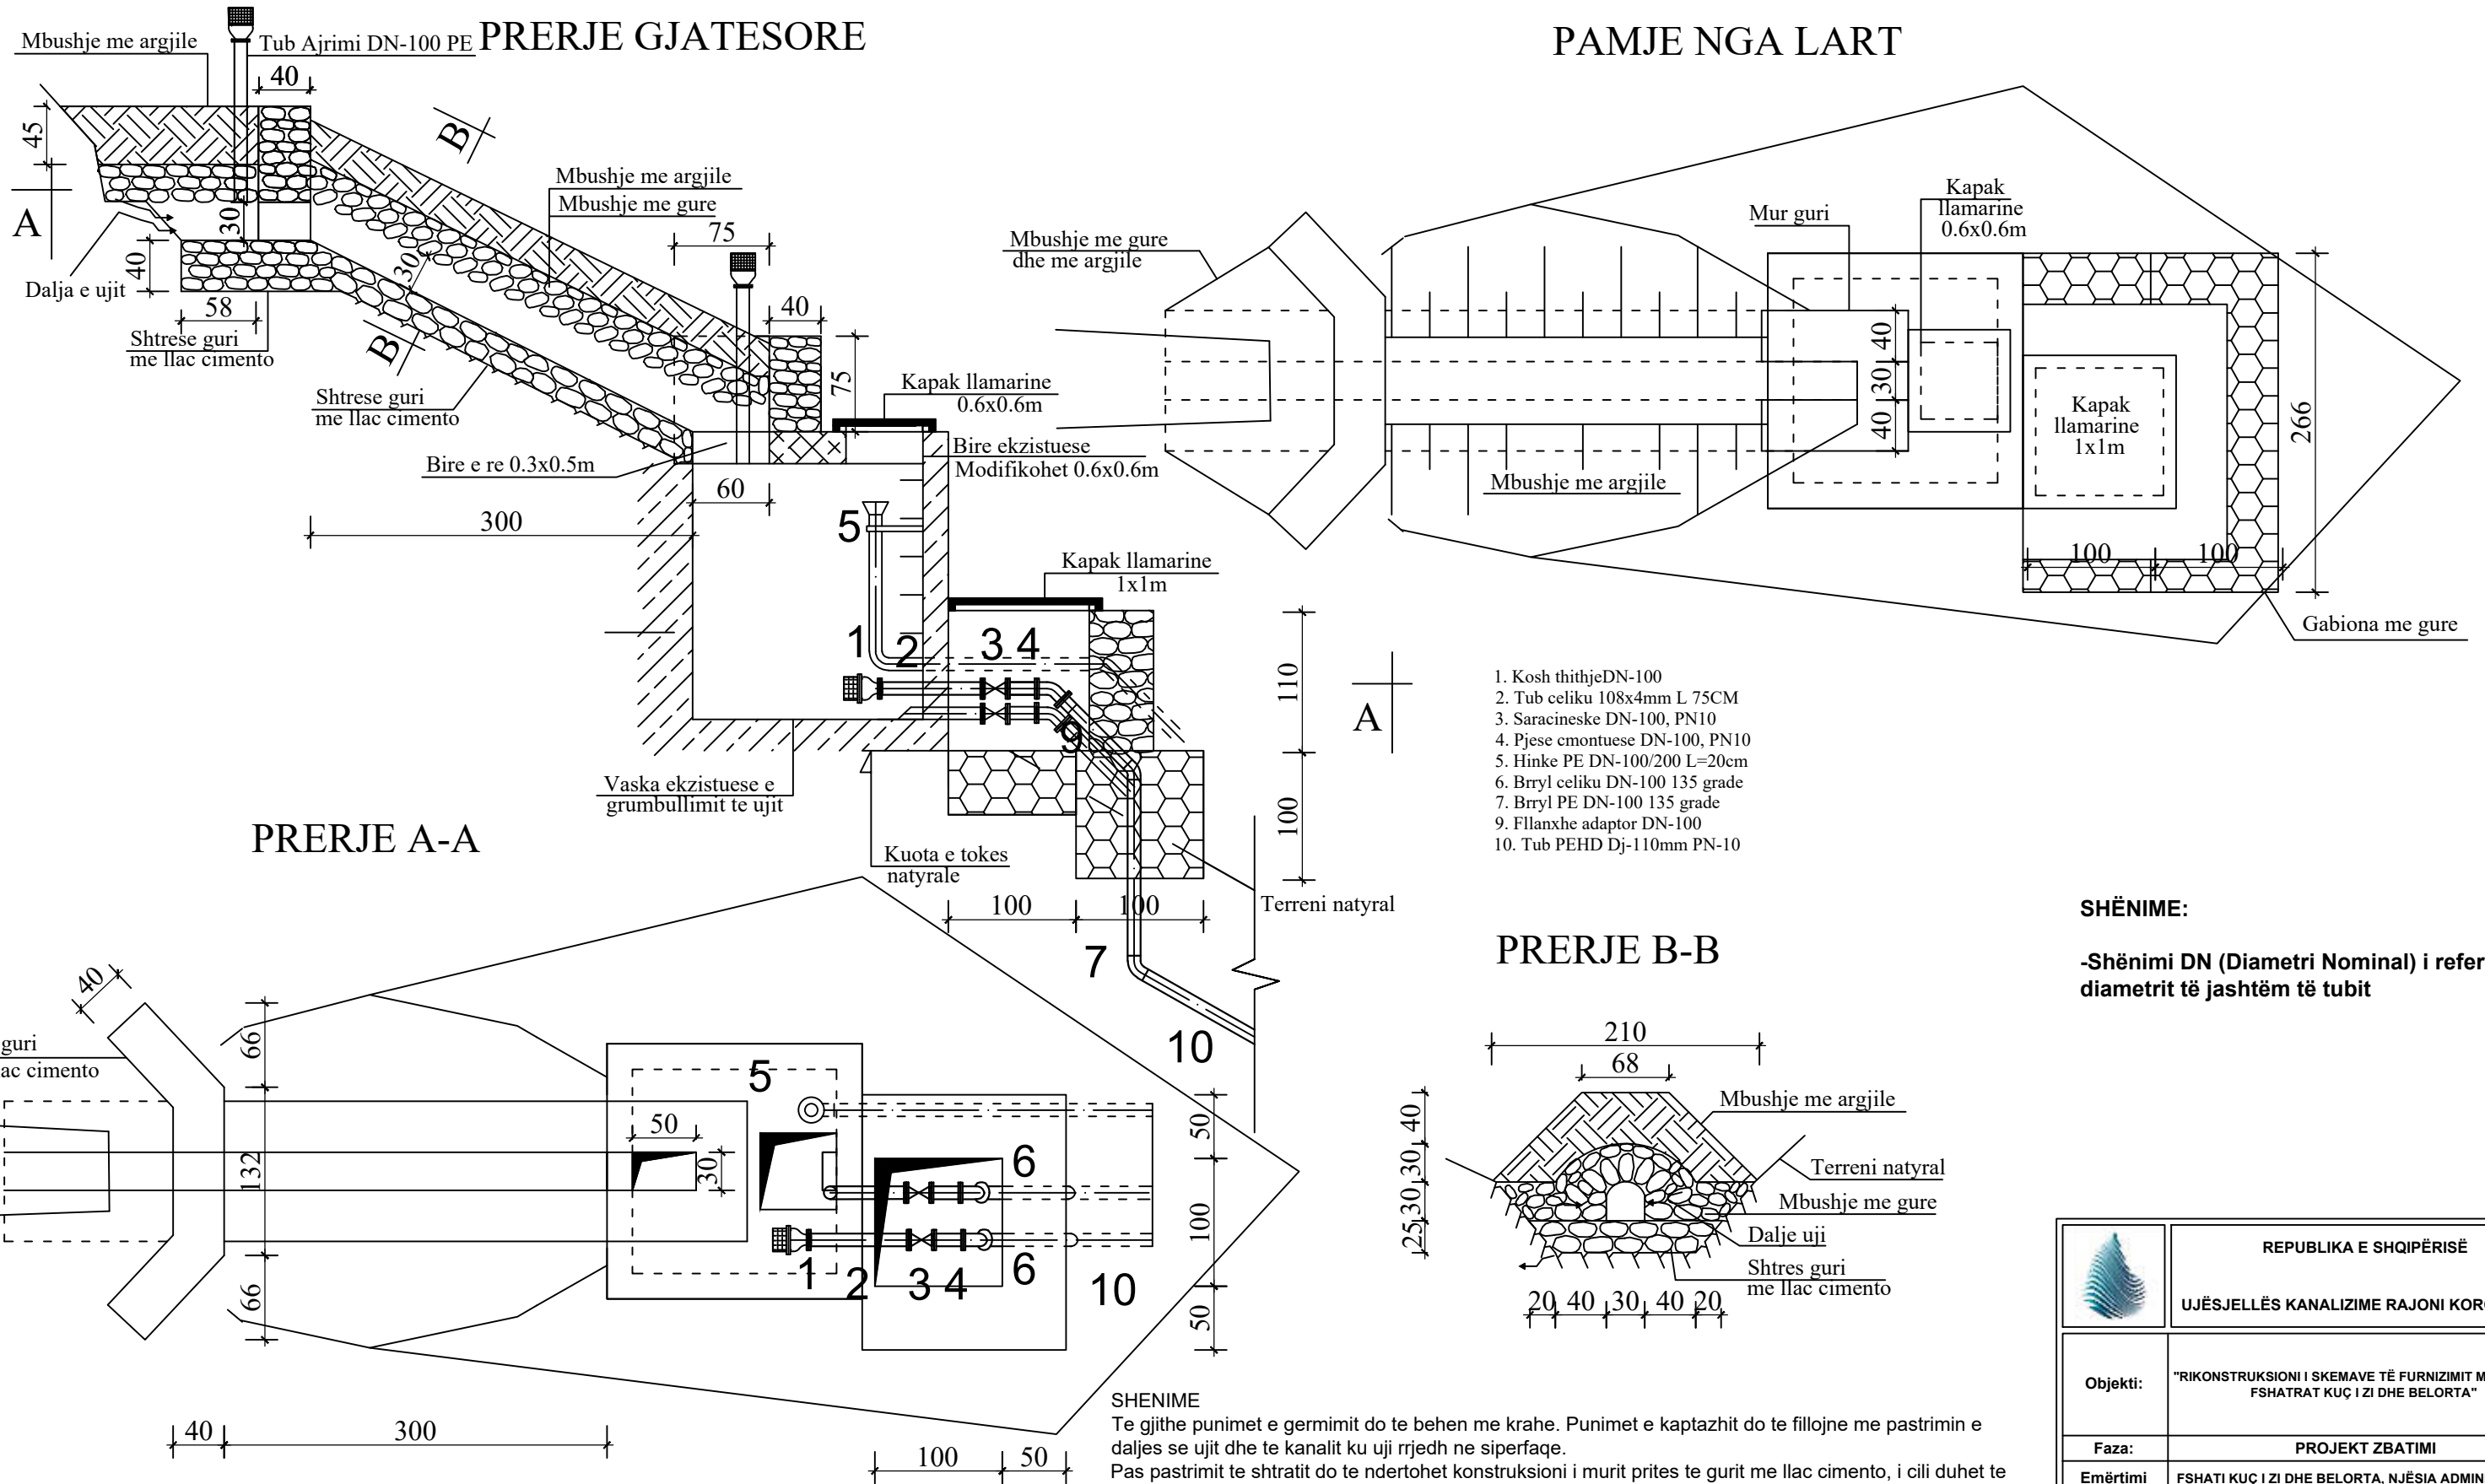 PRERJE GJATESORE
Mbushje me argjile
Tub Ajrimi DN-100 PE
40
45
B
A
30
40
Dalja e ujit
58
Shtrese guri
me llac cimento
B
30
Mbushje me argjile
Mbushje me gure
75
40
75
Shtrese guri
me llac cimento
Kapak llamarine
0.6x0.6m
Bire e re 0.3x0.5m
Bire ekzistuese
Modifikohet 0.6x0.6m
60
300
5
Kapak llamarine
1x1m
1
2
3
4
9
110
100
A
Vaska ekzistuese e
grumbullimit te ujit
Kuota e tokes
natyrale
100
100
Terreni natyral
7
10
PAMJE NGA LART
Mbushje me gure
dhe me argjile
Mur guri
Kapak
llamarine
0.6x0.6m
40
30
40
Kapak
llamarine
1x1m
266
Mbushje me argjile
100
100
Gabiona me gure
1. Kosh thithjeDN-100
2. Tub celiku 108x4mm L 75CM
3. Saracineske DN-100, PN10
4. Pjese cmontuese DN-100, PN10
5. Hinke PE DN-100/200 L=20cm
6. Brryl celiku DN-100 135 grade
7. Brryl PE DN-100 135 grade
9. Fllanxhe adaptor DN-100
10. Tub PEHD Dj-110mm PN-10
SHËNIME:
-Shënimi DN (Diametri Nominal) i refer
diametrit të jashtëm të tubit
PRERJE A-A
40
guri
ac cimento
66
132
66
50
30
5
6
6
1
2
3
4
10
50
100
50
40
300
100
50
PRERJE B-B
210
68
40
30
30
25
Mbushje me argjile
Terreni natyral
Mbushje me gure
Dalje uji
Shtres guri
me llac cimento
20
40
30
40
20
SHENIME
Te gjithe punimet e germimit do te behen me krahe. Punimet e kaptazhit do te fillojne me pastrimin e
daljes se ujit dhe te kanalit ku uji rrjedh ne siperfaqe.
Pas pastrimit te shtratit do te ndertohet konstruksioni i murit prites te gurit me llac cimento, i cili duhet te
REPUBLIKA E SHQIPËRISË
UJËSJELLËS KANALIZIME RAJONI KOR
Objekti:
"RIKONSTRUKSIONI I SKEMAVE TË FURNIZIMIT M
FSHATRAT KUÇ I ZI DHE BELORTA"
Faza:
PROJEKT ZBATIMI
Emërtimi
FSHATI KUÇ I ZI DHE BELORTA, NJËSIA ADMIN